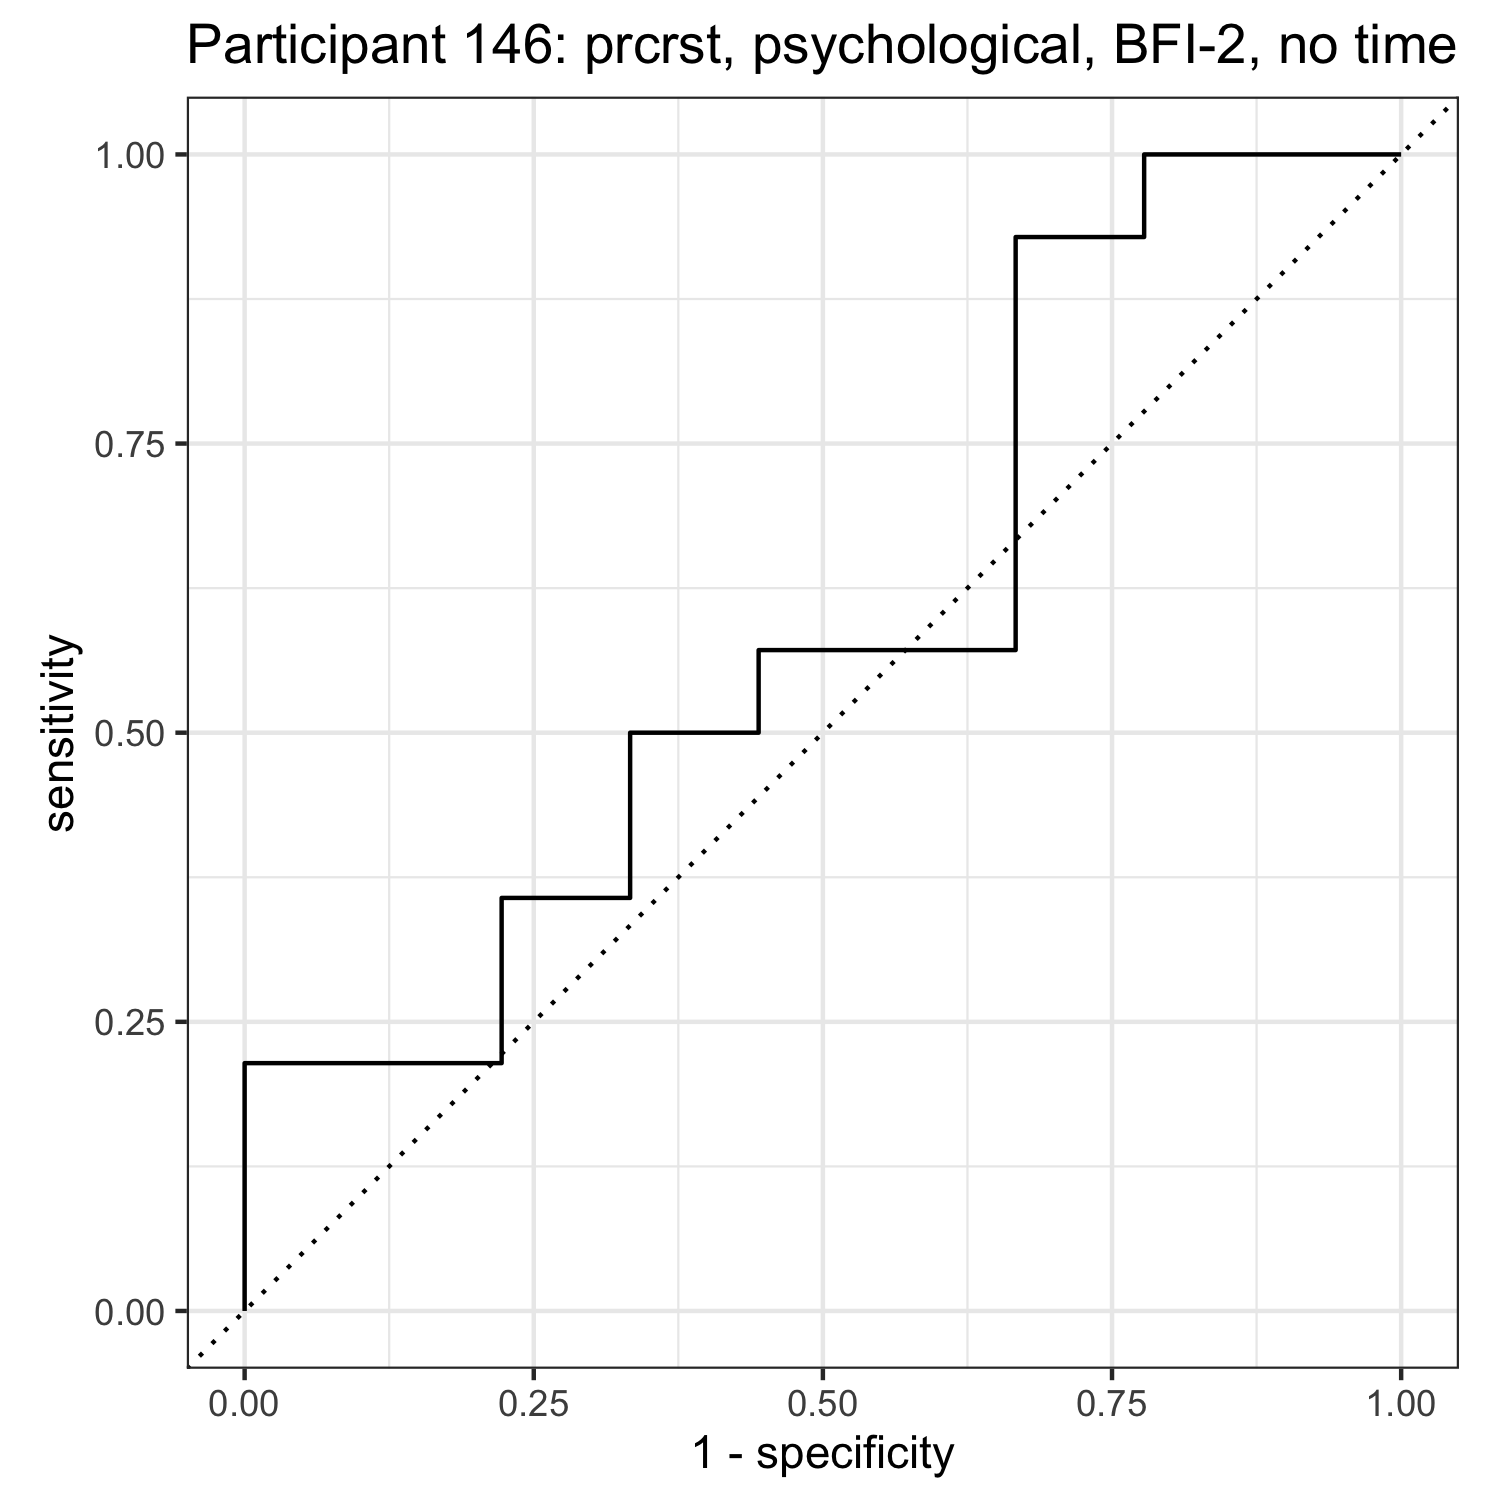 Participant 146: prcrst, psychological, BFI-2, no time
1.00
0.75
0.50
0.25
0.00
sensitivity
0.00 0.25 0.50 0.75 1.00
1 - specificity